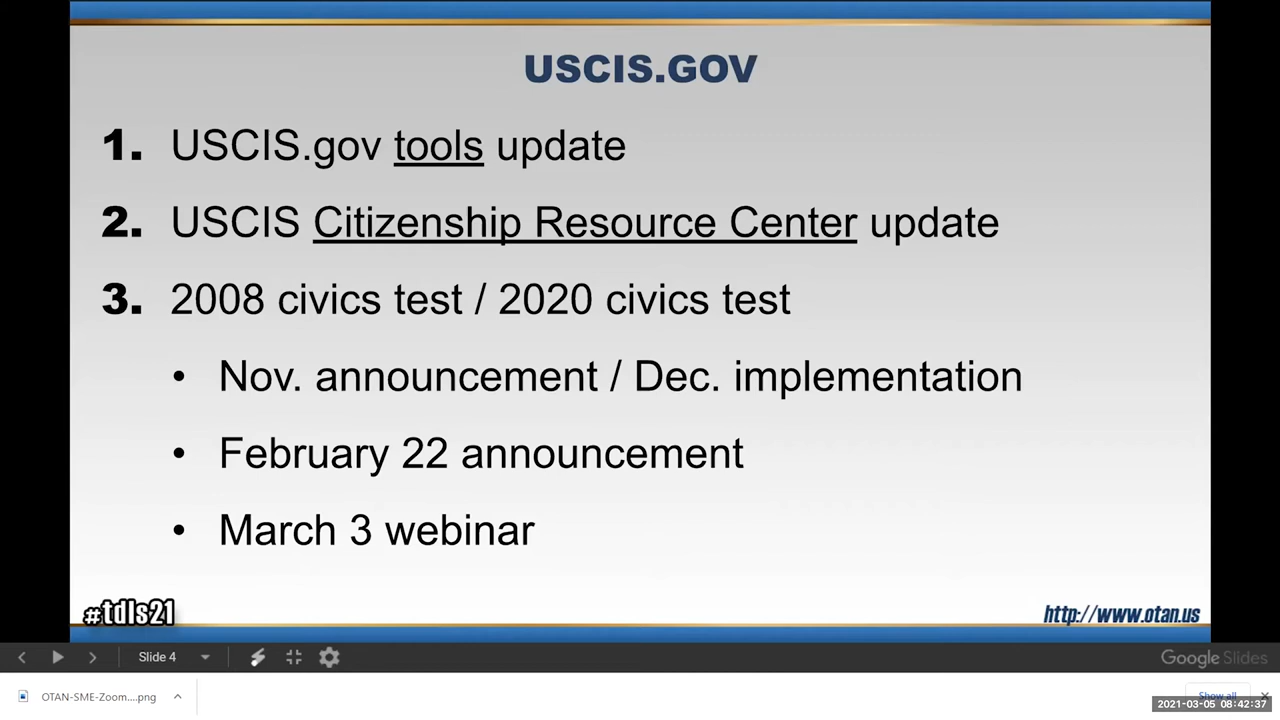 USCIS.GOV
1. USCIS.gov tools update
2. USCIS Citizenship Resource Center update
3. 2008 civics test / 2020 civics test
• Nov. announcement / Dec. implementation
• February 22 announcement
• March 3 webinar
#tdls21
http://www.otan.us
Slide 4
Google Slides
OTAN-SME-Zoom....png
Show all
2021-03-05 08:42:37